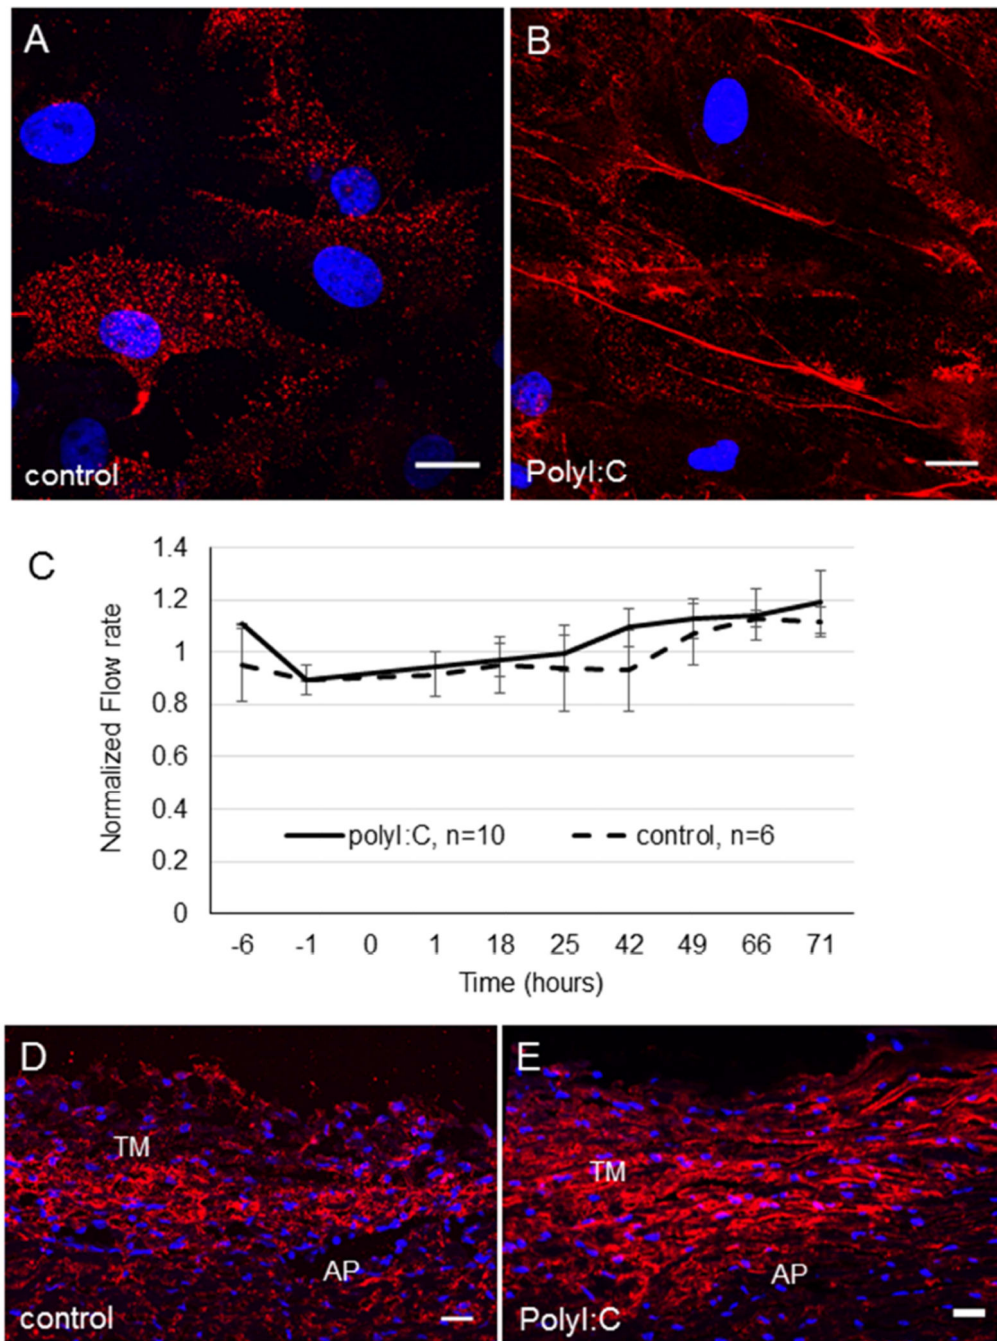 A
B
control
PolyI:C
C
Normalized Flow rate
1.4
1.2
1
0.8
0.6
0.4
0.2
0
polyI:C, n=10
control, n=6
-6 -1 0 1 18 25 42 49 66 71
Time (hours)
D
E
TM
TM
AP
AP
control
PolyI:C